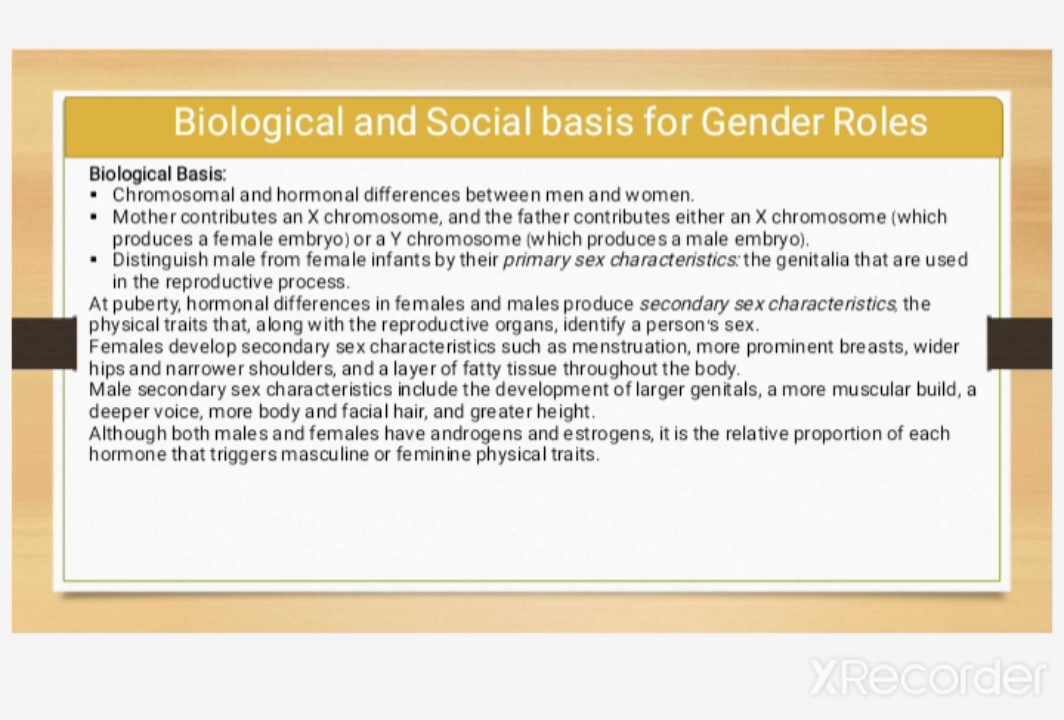 Biological and Social basis for Gender Roles
Biological Basis:
▪ Chromosomal and hormonal differences between men and women.
▪ Mother contributes an X chromosome, and the father contributes either an X chromosome (which
produces a female embryo) or a Y chromosome (which produces a male embryo).
▪ Distinguish male from female infants by their primary sex characteristics: the genitalia that are used
in the reproductive process.
At puberty, hormonal differences in females and males produce secondary sex characteristics, the
physical traits that, along with the reproductive organs, identify a person's sex.
Females develop secondary sex characteristics such as menstruation, more prominent breasts, wider
hips and narrower shoulders, and a layer of fatty tissue throughout the body.
Male secondary sex characteristics include the development of larger genitals, a more muscular build, a
deeper voice, more body and facial hair, and greater height.
Although both males and females have androgens and estrogens, it is the relative proportion of each
hormone that triggers masculine or feminine physical traits.
XRecorder